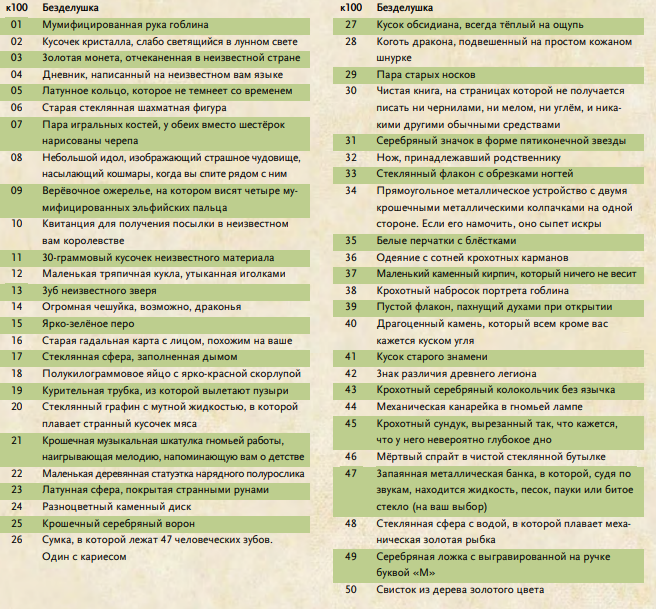 к100 Безделушка
01 Мумифицированная рука гоблина
02 Кусочек кристалла, слабо светящийся в лунном свете
03 Золотая монета, отчеканенная в неизвестной стране
04 Дневник, написанный на неизвестном вам языке
05 Латунное кольцо, которое не темнеет со временем
06 Старая стеклянная шахматная фигура
07 Пара игральных костей, у обеих вместо шестёрок
нарисованы черепа
08 Небольшой идол, изображающий страшное чудовище,
насылающий кошмары, когда вы спите рядом с ним
09 Верёвочное ожерелье, на котором висят четыре му-
мифицированных эльфийских пальца
10 Квитанция для получения посылки в неизвестном
вам королевстве
11 30-граммовый кусочек неизвестного материала
12 Маленькая тряпичная кукла, утыканная иголками
13 Зуб неизвестного зверя
14 Огромная чешуйка, возможно, драконья
15 Ярко-зелёное перо
16 Старая гадальная карта с лицом, похожим на ваше
17 Стеклянная сфера, заполненная дымом
18 Полукилограммовое яйцо с ярко-красной скорлупой
19 Курительная трубка, из которой вылетают пузыри
20 Стеклянный графин с мутной жидкостью, в которой
плавает странный кусочек мяса
21 Крошечная музыкальная шкатулка гномьей работы,
наигрывающая мелодию, напоминающую вам о детстве
22 Маленькая деревянная статуэтка нарядного полурослика
23 Латунная сфера, покрытая странными рунами
24 Разноцветный каменный диск
25 Крошечный серебряный ворон
26 Сумка, в которой лежат 47 человеческих зубов.
Один с кариесом
к100 Безделушка
27 Кусок обсидиана, всегда тёплый на ощупь
28 Коготь дракона, подвешенный на простом кожаном
шнурке
29 Пара старых носков
30 Чистая книга, на страницах которой не получается
писать ни чернилами, ни мелом, ни углём, и ника-
кими другими обычными средствами
31 Серебряный значок в форме пятиконечной звезды
32 Нож, принадлежавший родственнику
33 Стеклянный флакон с обрезками ногтей
34 Прямоугольное металлическое устройство с двумя
крошечными металлическими колпачками на одной
стороне. Если его намочить, оно сыпет искры
35 Белые перчатки с блёстками
36 Одеяние с сотней крохотных карманов
37 Маленький каменный кирпич, который ничего не весит
38 Крохотный набросок портрета гоблина
39 Пустой флакон, пахнущий духами при открытии
40 Драгоценный камень, который всем кроме вас
кажется куском угля
41 Кусок старого знамени
42 Знак различия древнего легиона
43 Крохотный серебряный колокольчик без язычка
44 Механическая канарейка в гномьей лампе
45 Крохотный сундук, вырезанный так, что кажется,
что у него невероятно глубокое дно
46 Мёртвый спрайт в чистой стеклянной бутылке
47 Запаянная металлическая банка, в которой, судя по
звукам, находится жидкость, песок, пауки или битое
стекло (на ваш выбор)
48 Стеклянная сфера с водой, в которой плавает меха-
ническая золотая рыбка
49 Серебряная ложка с выгравированной на ручке
буквой «М»
50 Свисток из дерева золотого цвета